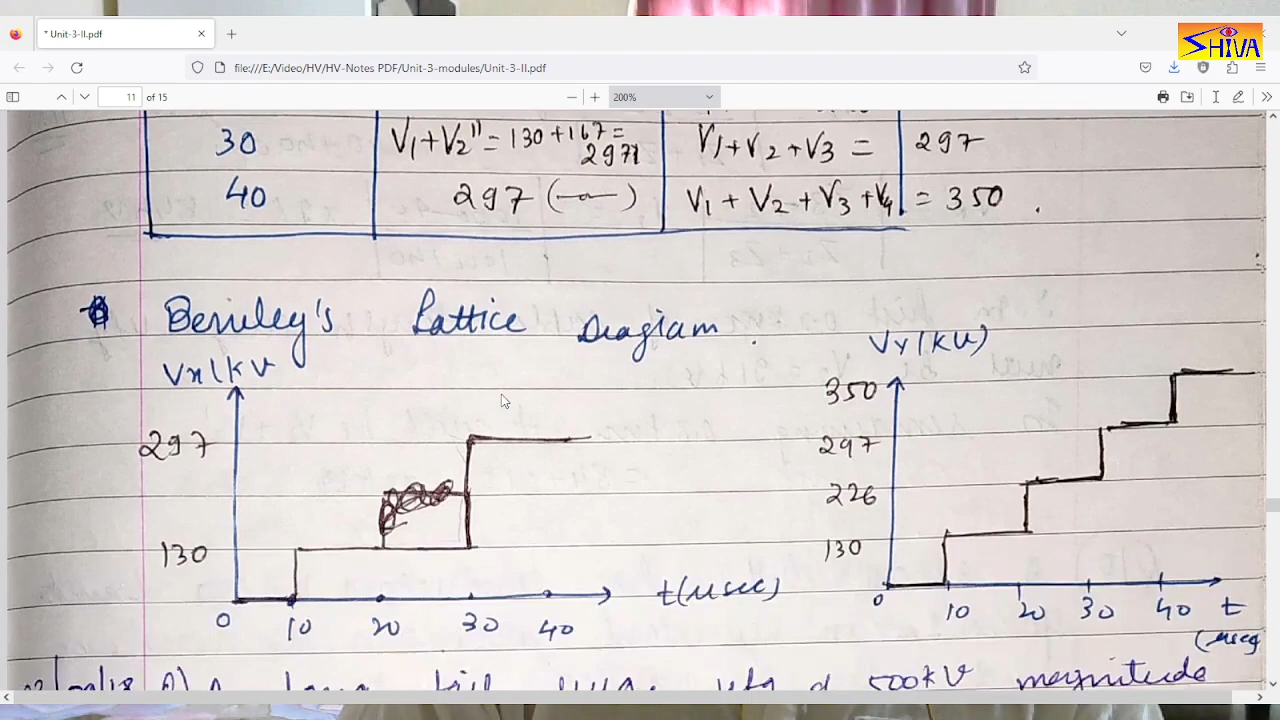 SHIVA
* Unit-3-II.pdf
file:///E:/Video/HV/HV-Notes PDF/Unit-3-modules/Unit-3-II.pdf
11 of 15
200%
30 V1+V2" = 130 + 167 = 297 V1+V2+V3 = 297
40 297 (—〃—) V1 + V2 + V3 + V4 = 350 .
Beruley's Lattice Diagram .
Vx (kV Vy (kV)
350
297 297
226
130 130
t(μsec)
0 10 20 30 40 0 10 20 30 40 t
(μsec
500kV magnitude